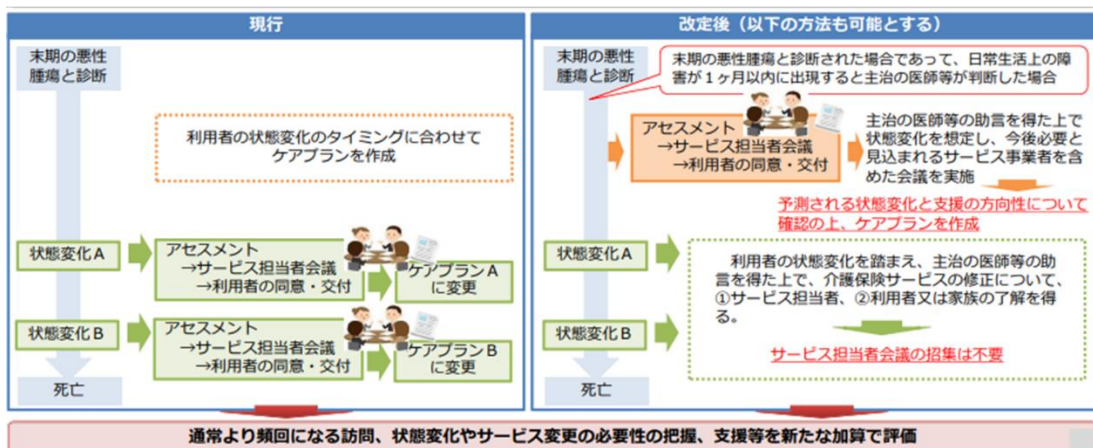 現行
末期の悪性
腫瘍と診断
利用者の状態変化のタイミングに合わせて
ケアプランを作成
状態変化A
アセスメント
→サービス担当者会議
→利用者の同意・交付
ケアプランA
に変更
状態変化B
アセスメント
→サービス担当者会議
→利用者の同意・交付
ケアプランB
に変更
死亡
改定後（以下の方法も可能とする）
末期の悪性
腫瘍と診断
末期の悪性腫瘍と診断された場合であって、日常生活上の障
害が１ヶ月以内に出現すると主治の医師等が判断した場合
アセスメント
→サービス担当者会議
→利用者の同意・交付
主治の医師等の助言を得た上で
状態変化を想定し、今後必要と
見込まれるサービス事業者を含
めた会議を実施
予測される状態変化と支援の方向性について
確認の上、ケアプランを作成
状態変化A
利用者の状態変化を踏まえ、主治の医師等の助
言を得た上で、介護保険サービスの修正について、
①サービス担当者、②利用者又は家族の了解を得
る。
状態変化B
サービス担当者会議の招集は不要
死亡
通常より頻回になる訪問、状態変化やサービス変更の必要性の把握、支援等を新たな加算で評価